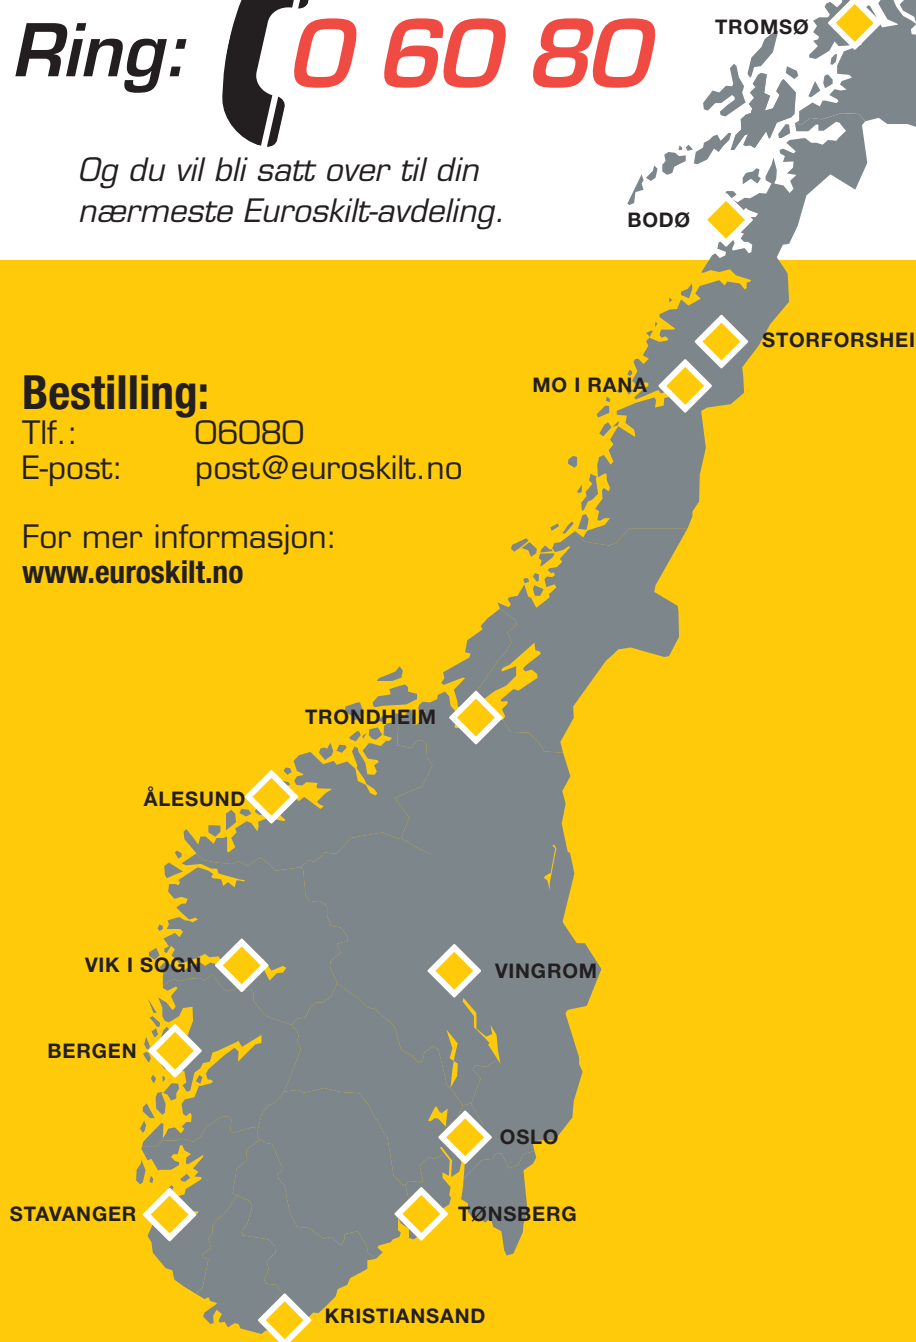 Ring: 0 60 80
Og du vil bli satt over til din
nærmeste Euroskilt-avdeling.
TROMSØ
BODØ
STORFORSHEI
MO I RANA
Bestilling:
Tlf.: 06080
E-post: post@euroskilt.no
For mer informasjon:
www.euroskilt.no
TRONDHEIM
ÅLESUND
VIK I SOGN
VINGROM
BERGEN
OSLO
STAVANGER
TØNSBERG
KRISTIANSAND